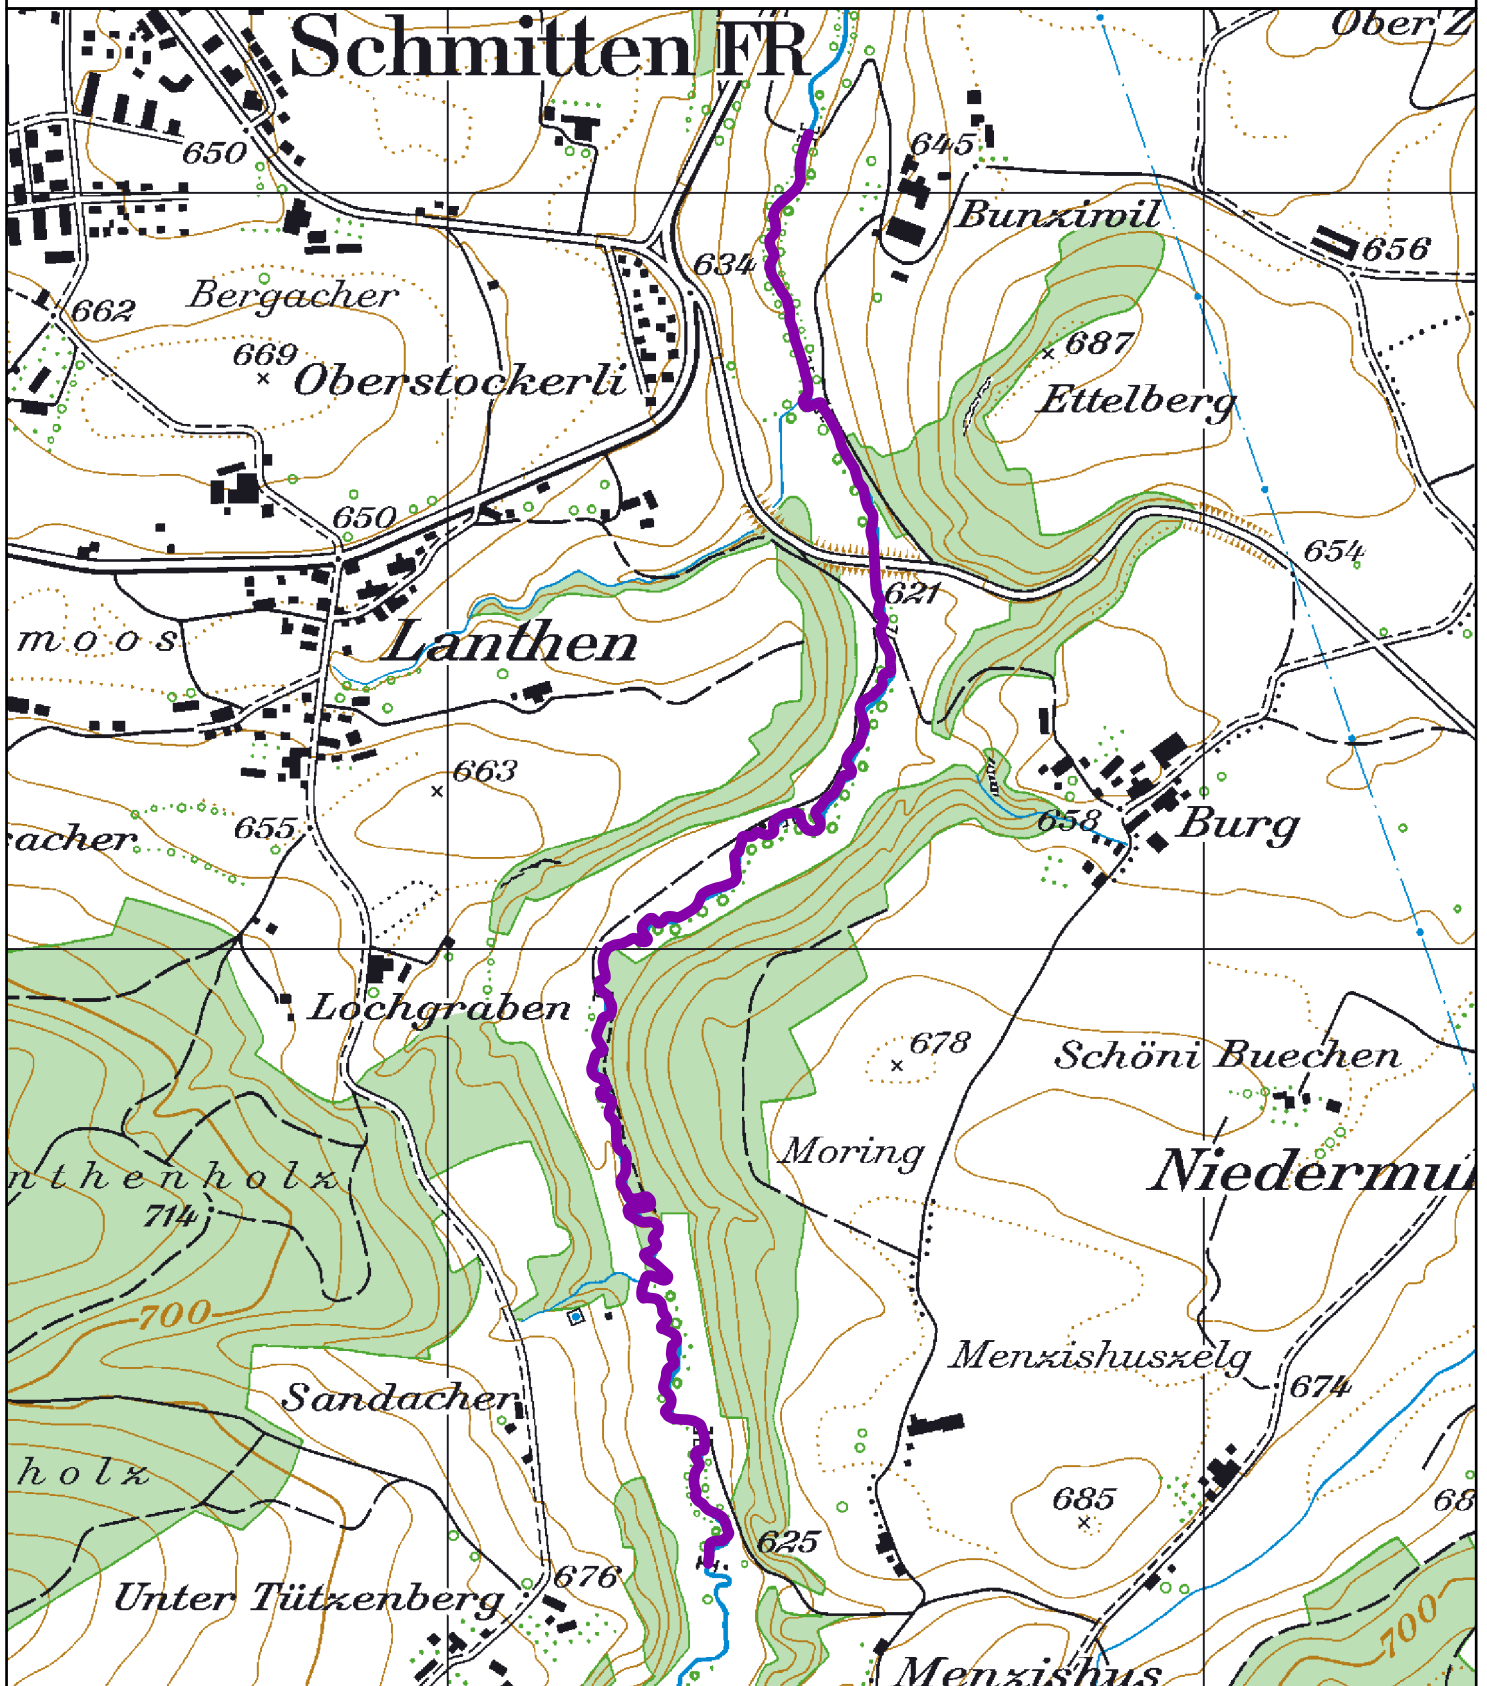 Ober Z
Schmitten FR
650
645
Bunziwil
656
634
Bergacher
662
687
669
Oberstockerli
Ettelberg
650
654
621
moos
Lanthen
663
655
658
Burg
acher
Lochgraben
678
Schöni Buechen
Moring
nthenholz
Niedermu
714
700
Menzishuszelg
674
Sandacher
holz
685
68
625
676
Unter Tützenberg
700
Menzishus